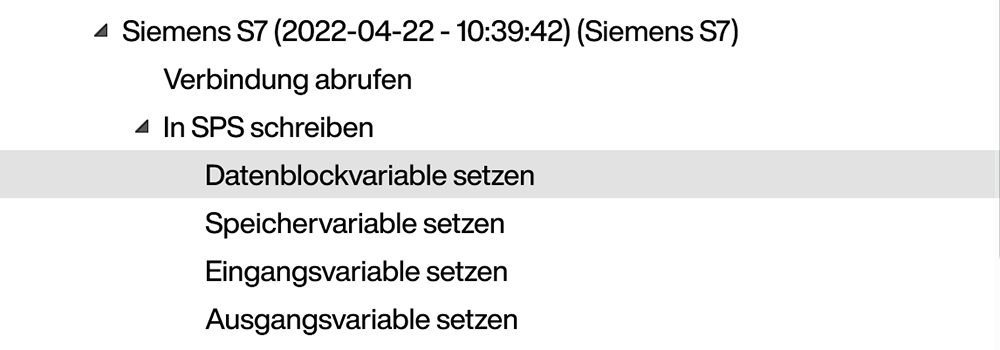 Siemens S7 (2022-04-22 - 10:39:42) (Siemens S7)
Verbindung abrufen
In SPS schreiben
Datenblockvariable setzen
Speichervariable setzen
Eingangsvariable setzen
Ausgangsvariable setzen